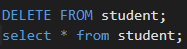 DELETE FROM student;
select * from student;